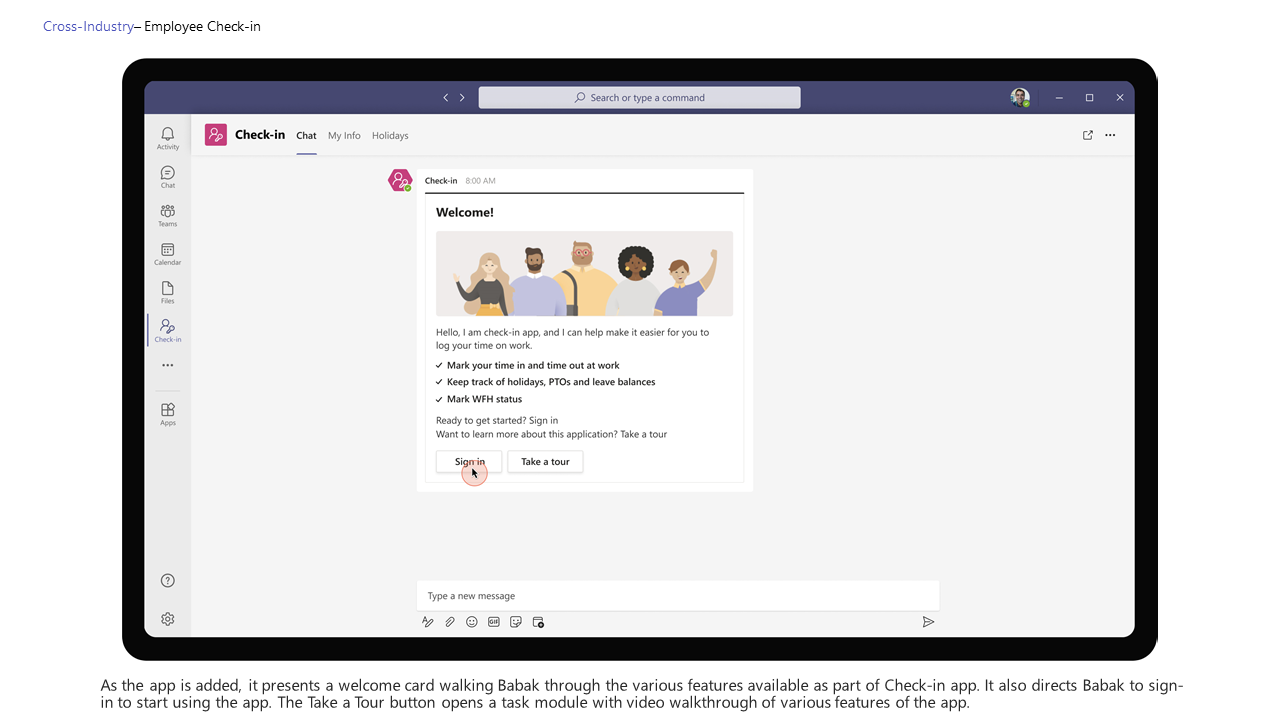 Cross-Industry– Employee Check-in
Search or type a command
Check-in Chat My Info Holidays
Activity
Chat
Teams
Calendar
Files
Check-in
Apps
Check-in 8:00 AM
Welcome!
Hello, I am check-in app, and I can help make it easier for you to
log your time on work.
Mark your time in and time out at work
Keep track of holidays, PTOs and leave balances
Mark WFH status
Ready to get started? Sign in
Want to learn more about this application? Take a tour
Sign in Take a tour
Type a new message
GIF
As the app is added, it presents a welcome card walking Babak through the various features available as part of Check-in app. It also directs Babak to sign-
in to start using the app. The Take a Tour button opens a task module with video walkthrough of various features of the app.